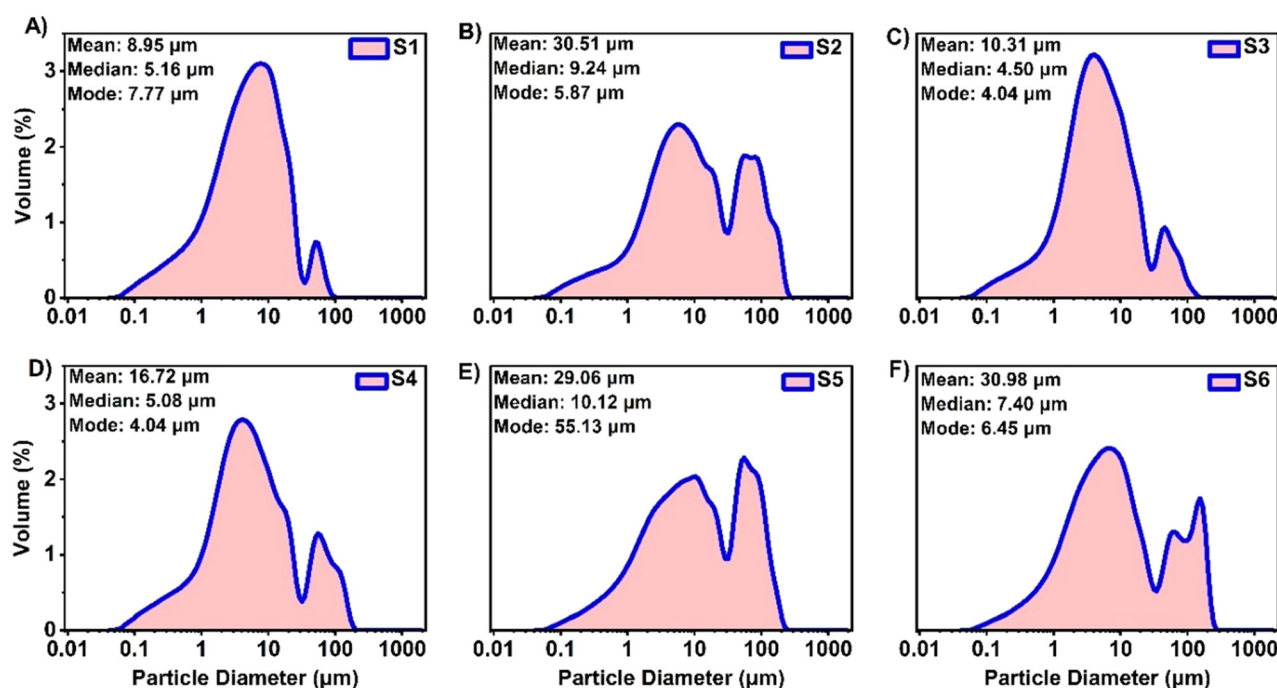 A)
Mean: 8.95 µm
Median: 5.16 µm
Mode: 7.77 µm
S1
B)
Mean: 30.51 µm
Median: 9.24 µm
Mode: 5.87 µm
S2
C)
Mean: 10.31 µm
Median: 4.50 µm
Mode: 4.04 µm
S3
Volume (%)
3
2
1
0
0.01 0.1 1 10 100 1000
0.01 0.1 1 10 100 1000
0.01 0.1 1 10 100 1000
D)
Mean: 16.72 µm
Median: 5.08 µm
Mode: 4.04 µm
S4
E)
Mean: 29.06 µm
Median: 10.12 µm
Mode: 55.13 µm
S5
F)
Mean: 30.98 µm
Median: 7.40 µm
Mode: 6.45 µm
S6
Volume (%)
3
2
1
0
0.01 0.1 1 10 100 1000
0.01 0.1 1 10 100 1000
0.01 0.1 1 10 100 1000
Particle Diameter (µm)
Particle Diameter (µm)
Particle Diameter (µm)